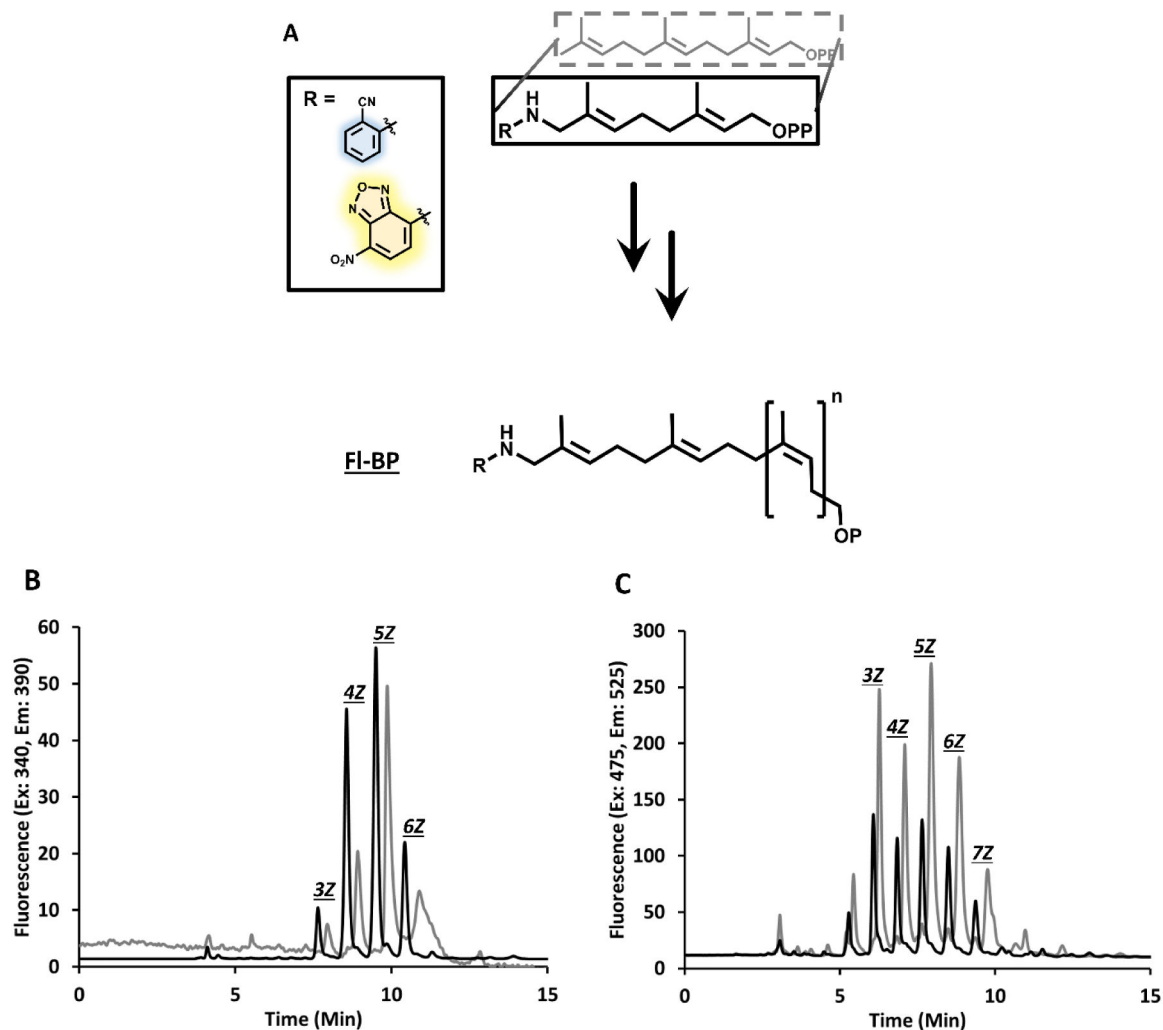 A
OPP
R =
CN
H
N
R
OPP
N
O
N
O₂N
n
Fl-BP
H
N
R
OP
B
Fluorescence (Ex: 340, Em: 390)
60
50
40
30
20
10
0
3Z
4Z
5Z
6Z
0
5
10
15
Time (Min)
C
Fluorescence (Ex: 475, Em: 525)
300
250
200
150
100
50
0
3Z
4Z
5Z
6Z
7Z
0
5
10
15
Time (Min)